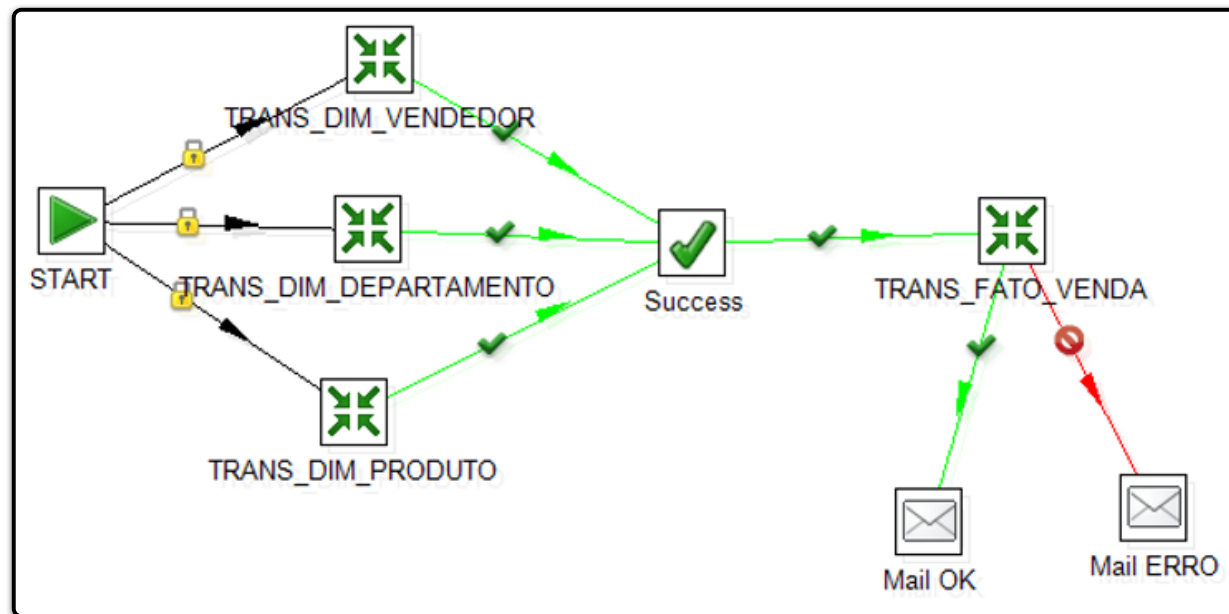 TRANS_DIM_VENDEDOR
START
TRANS_DIM_DEPARTAMENTO
Success
TRANS_FATO_VENDA
TRANS_DIM_PRODUTO
Mail OK
Mail ERRO